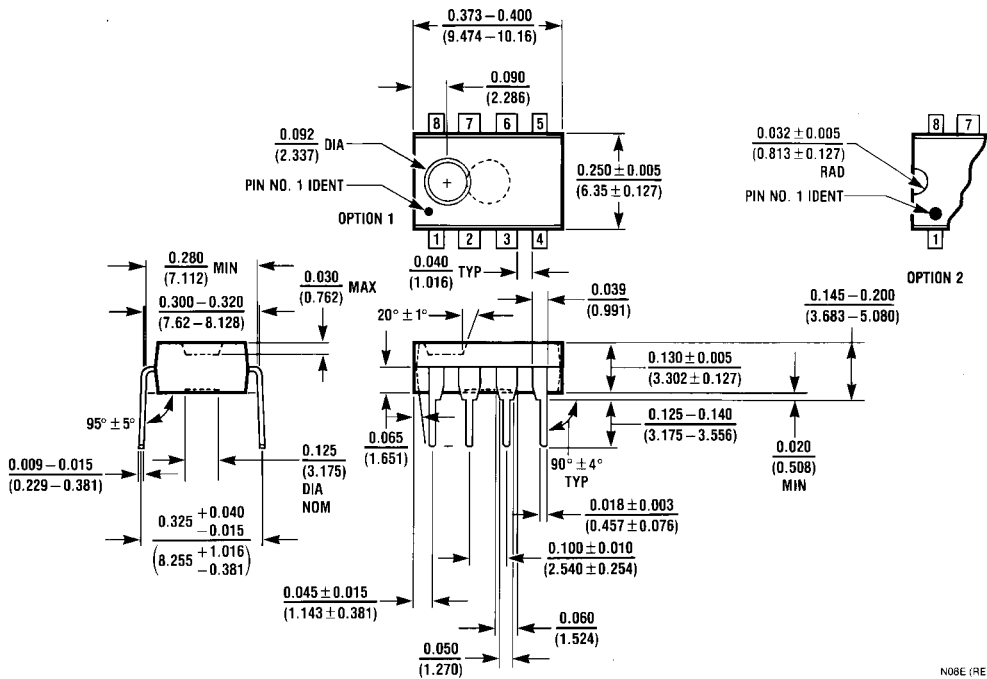 0.373–0.400
(9.474–10.16)
0.090
(2.286)
8 7 6 5
0.092 DIA
(2.337)
PIN NO. 1 IDENT
OPTION 1
0.250 ± 0.005
(6.35 ± 0.127)
1 2 3 4
0.032 ± 0.005
(0.813 ± 0.127)
RAD
PIN NO. 1 IDENT
8 7
1
OPTION 2
0.280 MIN
(7.112)
0.300–0.320
(7.62–8.128)
0.030 MAX
(0.762)
0.040 TYP
(1.016)
0.039
(0.991)
20° ± 1°
0.145–0.200
(3.683–5.080)
0.130 ± 0.005
(3.302 ± 0.127)
95° ± 5°
0.065
(1.651)
0.125–0.140
(3.175–3.556)
0.020
(0.508)
MIN
90° ± 4°
TYP
0.009–0.015
(0.229–0.381)
0.125
(3.175)
DIA
NOM
0.018 ± 0.003
(0.457 ± 0.076)
0.325 +0.040
−0.015
(8.255 +1.016
−0.381)
0.100 ± 0.010
(2.540 ± 0.254)
0.045 ± 0.015
(1.143 ± 0.381)
0.060
(1.524)
0.050
(1.270)
N08E (RE